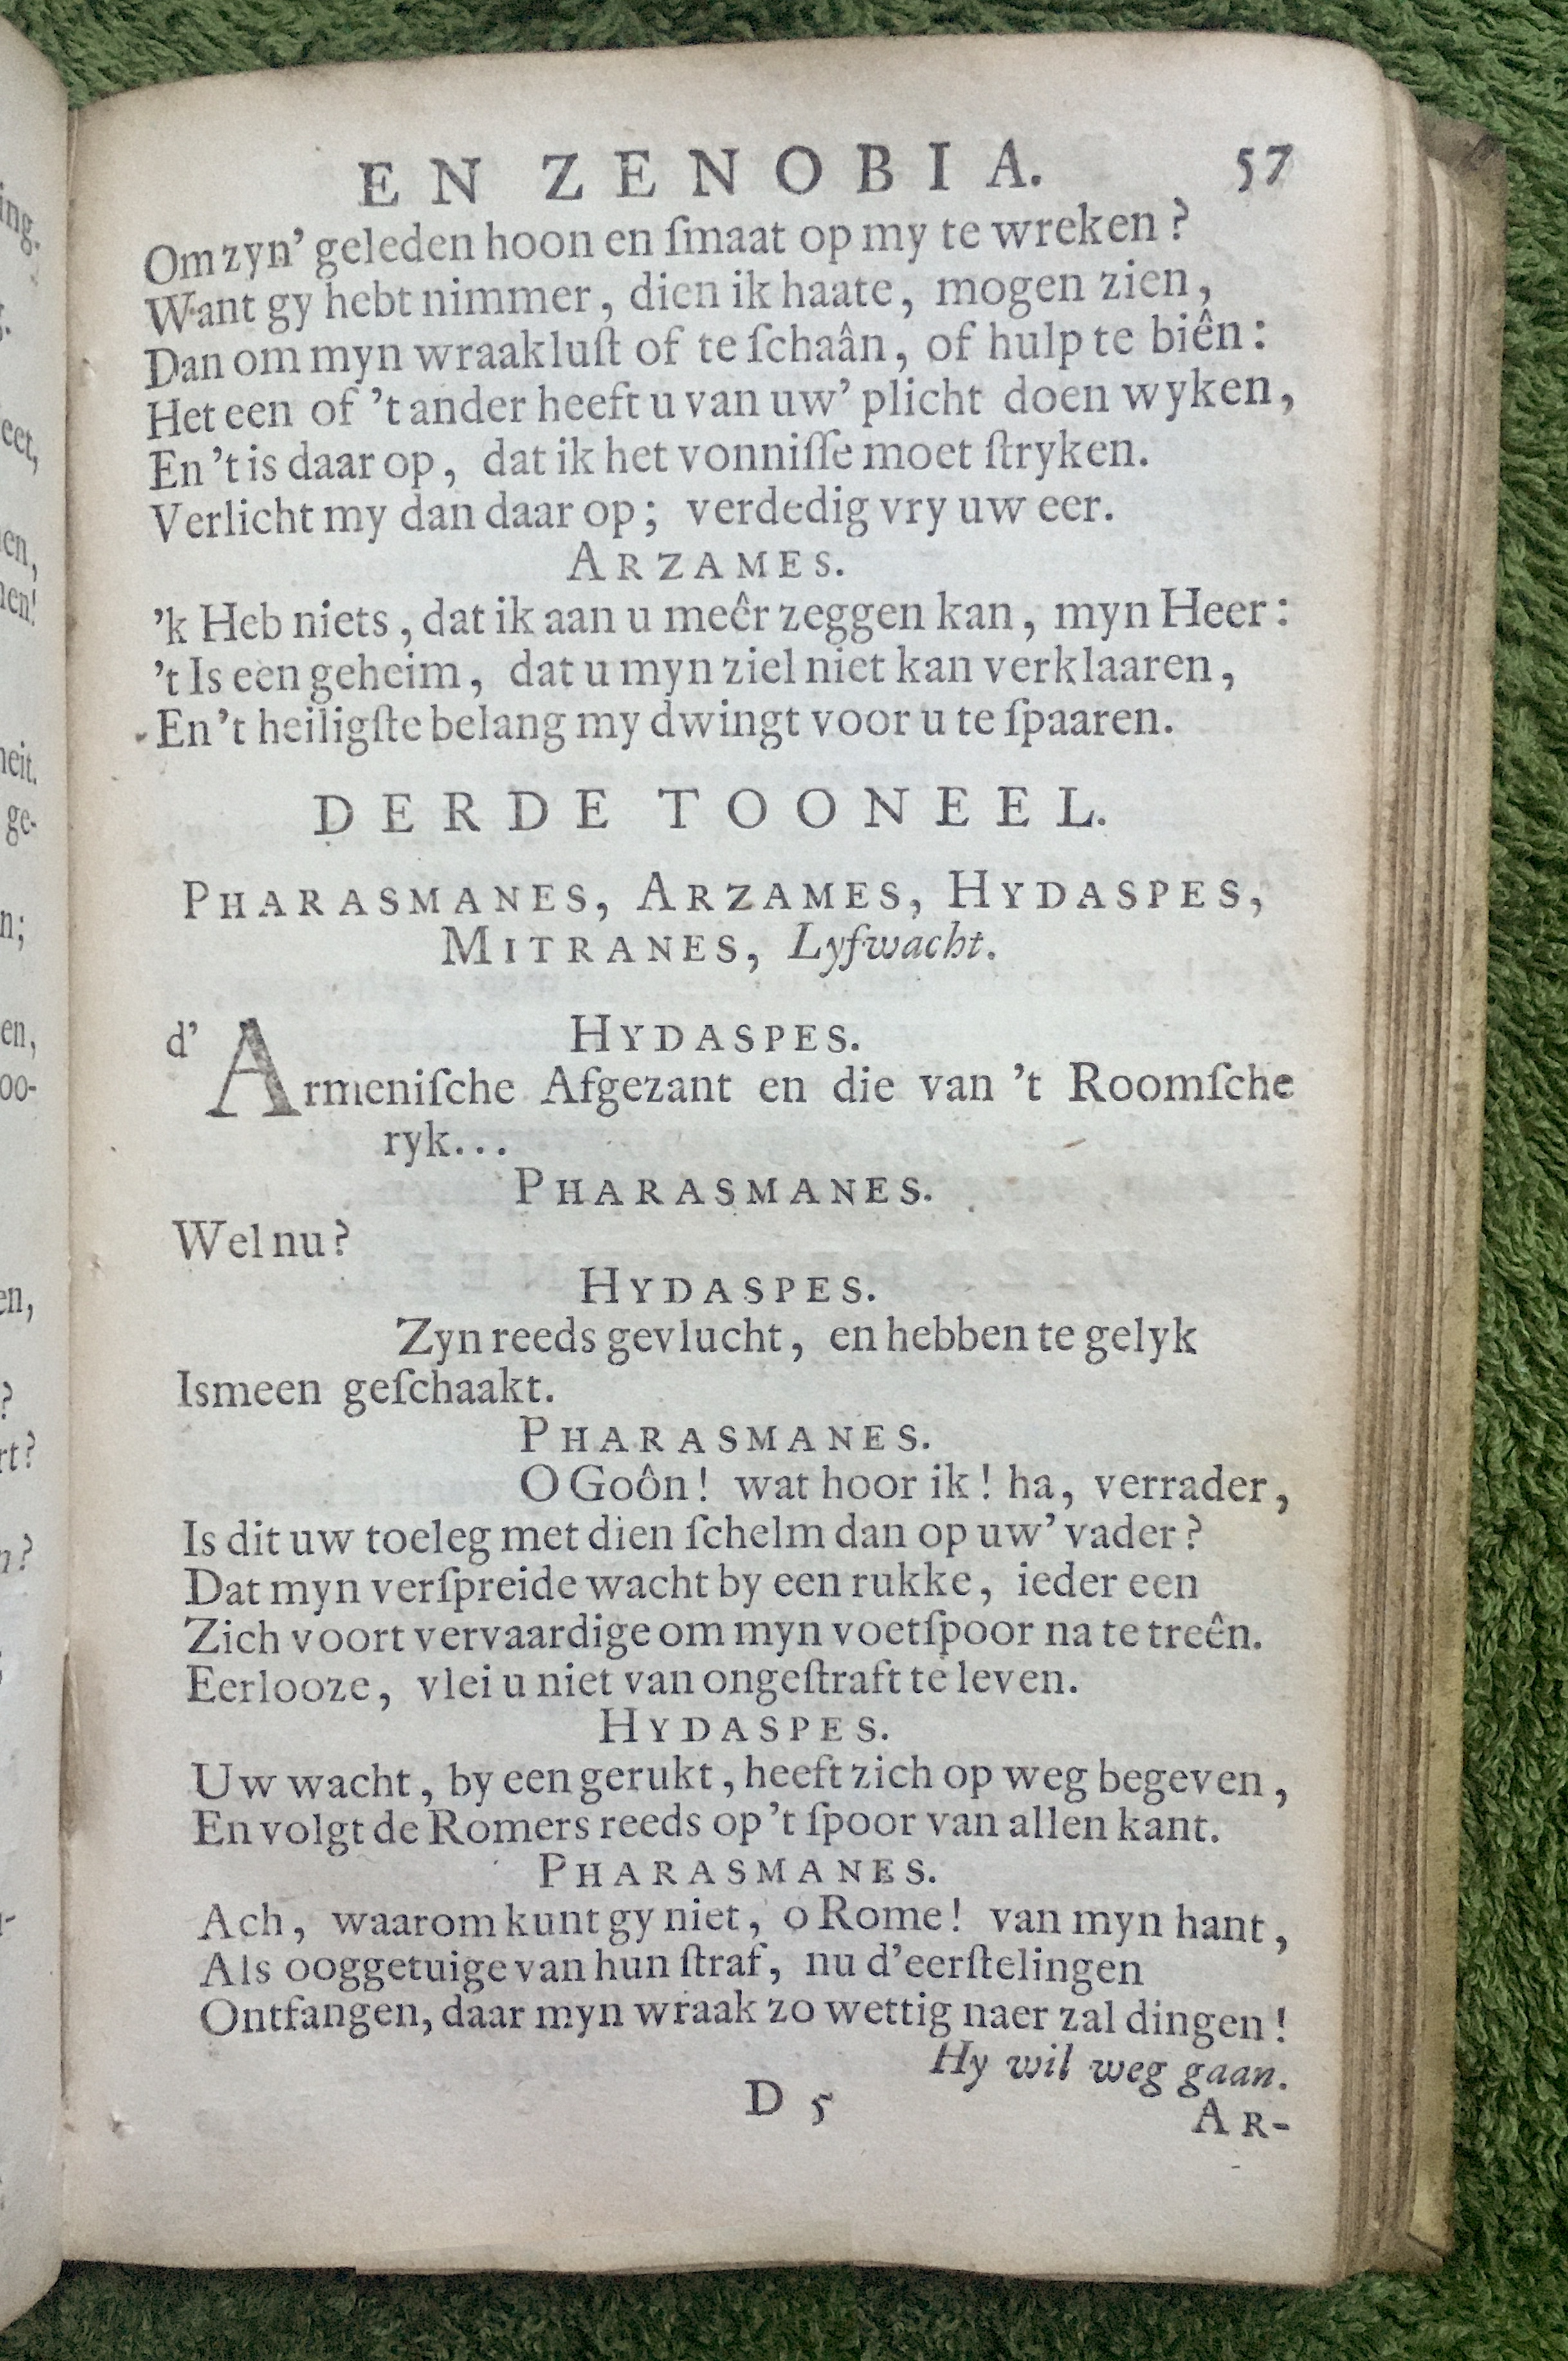 EN ZENOBIA. 57
Om zyn' geleden hoon en ſmaat op my te wreken?
Want gy hebt nimmer, dien ik haate, mogen zien,
Dan om myn wraakluſt of te ſchaân, of hulp te biên:
Het een of 't ander heeft u van uw' plicht doen wyken,
En 't is daar op, dat ik het vonniſſe moet ſtryken.
Verlicht my dan daar op; verdedig vry uw eer.
ARZAMES.
'k Heb niets, dat ik aan u meêr zeggen kan, myn Heer:
't Is een geheim, dat u myn ziel niet kan verklaaren,
En 't heiligſte belang my dwingt voor u te ſpaaren.
DERDE TOONEEL.
PHARASMANES, ARZAMES, HYDASPES,
MITRANES, Lyfwacht.
HYDASPES.
d' Armeniſche Afgezant en die van 't Roomſche
ryk...
PHARASMANES.
Wel nu?
HYDASPES.
Zyn reeds gevlucht, en hebben te gelyk
Ismeen geſchaakt.
PHARASMANES.
O Goôn! wat hoor ik! ha, verrader,
Is dit uw toeleg met dien ſchelm dan op uw' vader?
Dat myn verſpreide wacht by een rukke, ieder een
Zich voort vervaardige om myn voetſpoor na te treên.
Eerlooze, vlei u niet van ongeſtraft te leven.
HYDASPES.
Uw wacht, by een gerukt, heeft zich op weg begeven,
En volgt de Romers reeds op 't ſpoor van allen kant.
PHARASMANES.
Ach, waarom kunt gy niet, o Rome! van myn hant,
Als ooggetuige van hun ſtraf, nu d'eerſtelingen
Ontfangen, daar myn wraak zo wettig naer zal dingen!
Hy wil weg gaan.
D 5
AR-